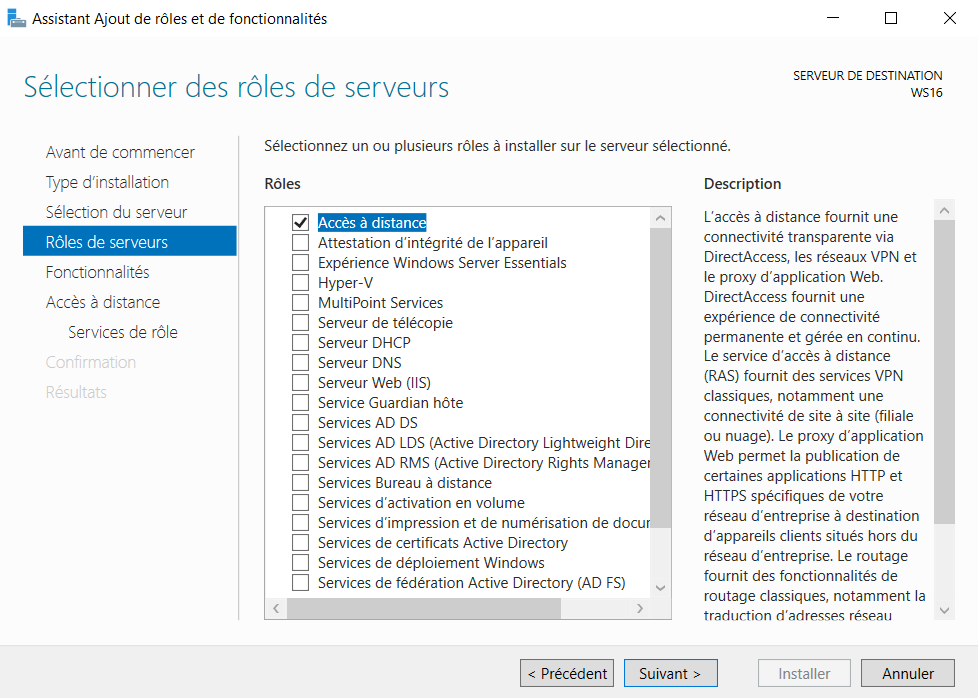 Assistant Ajout de rôles et de fonctionnalités
Sélectionner des rôles de serveurs
SERVEUR DE DESTINATION
WS16
Avant de commencer
Type d'installation
Sélection du serveur
Rôles de serveurs
Fonctionnalités
Accès à distance
Services de rôle
Confirmation
Résultats
Sélectionnez un ou plusieurs rôles à installer sur le serveur sélectionné.
Rôles
Accès à distance
Attestation d'intégrité de l'appareil
Expérience Windows Server Essentials
Hyper-V
MultiPoint Services
Serveur de télécopie
Serveur DHCP
Serveur DNS
Serveur Web (IIS)
Service Guardian hôte
Services AD DS
Services AD LDS (Active Directory Lightweight Dire
Services AD RMS (Active Directory Rights Manager
Services Bureau à distance
Services d'activation en volume
Services d'impression et de numérisation de docur
Services de certificats Active Directory
Services de déploiement Windows
Services de fédération Active Directory (AD FS)
Description
L'accès à distance fournit une
connectivité transparente via
DirectAccess, les réseaux VPN et
le proxy d'application Web.
DirectAccess fournit une
expérience de connectivité
permanente et gérée en continu.
Le service d'accès à distance
(RAS) fournit des services VPN
classiques, notamment une
connectivité de site à site (filiale
ou nuage). Le proxy d'application
Web permet la publication de
certaines applications HTTP et
HTTPS spécifiques de votre
réseau d'entreprise à destination
d'appareils clients situés hors du
réseau d'entreprise. Le routage
fournit des fonctionnalités de
routage classiques, notamment la
traduction d'adresses réseau
< Précédent
Suivant >
Installer
Annuler